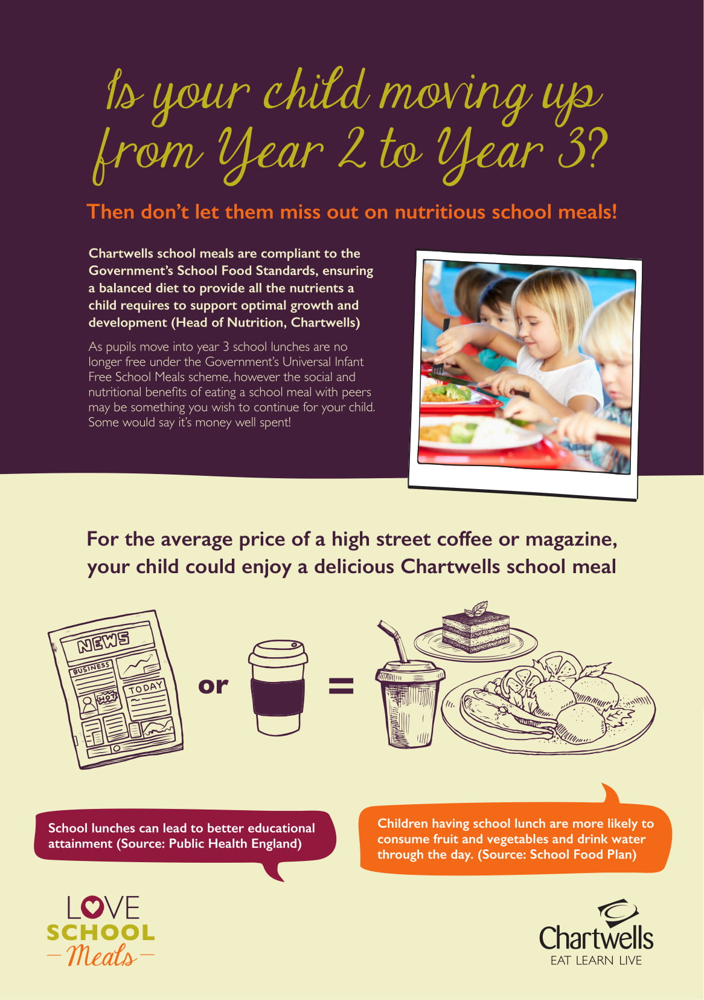 Is your child moving up
from Year 2 to Year 3?
Then don’t let them miss out on nutritious school meals!
Chartwells school meals are compliant to the
Government’s School Food Standards, ensuring
a balanced diet to provide all the nutrients a
child requires to support optimal growth and
development (Head of Nutrition, Chartwells)
As pupils move into year 3 school lunches are no
longer free under the Government’s Universal Infant
Free School Meals scheme, however the social and
nutritional benefits of eating a school meal with peers
may be something you wish to continue for your child.
Some would say it’s money well spent!
For the average price of a high street coffee or magazine,
your child could enjoy a delicious Chartwells school meal
NEWS
BUSINESS
HOT
TODAY
or
=
School lunches can lead to better educational
attainment (Source: Public Health England)
Children having school lunch are more likely to
consume fruit and vegetables and drink water
through the day. (Source: School Food Plan)
LOVE
SCHOOL
Meals
Chartwells
EAT LEARN LIVE